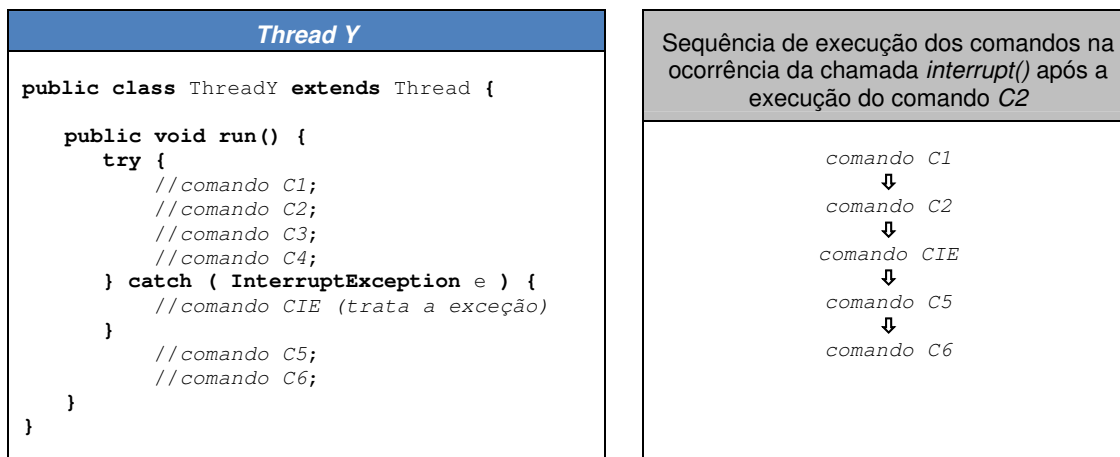 Thread Y
public class ThreadY extends Thread {
public void run() {
try {
//comando C1;
//comando C2;
//comando C3;
//comando C4;
} catch ( InterruptException e ) {
//comando CIE (trata a exceção)
}
//comando C5;
//comando C6;
}
}
Sequência de execução dos comandos na
ocorrência da chamada interrupt() após a
execução do comando C2
comando C1
⇩
comando C2
⇩
comando CIE
⇩
comando C5
⇩
comando C6